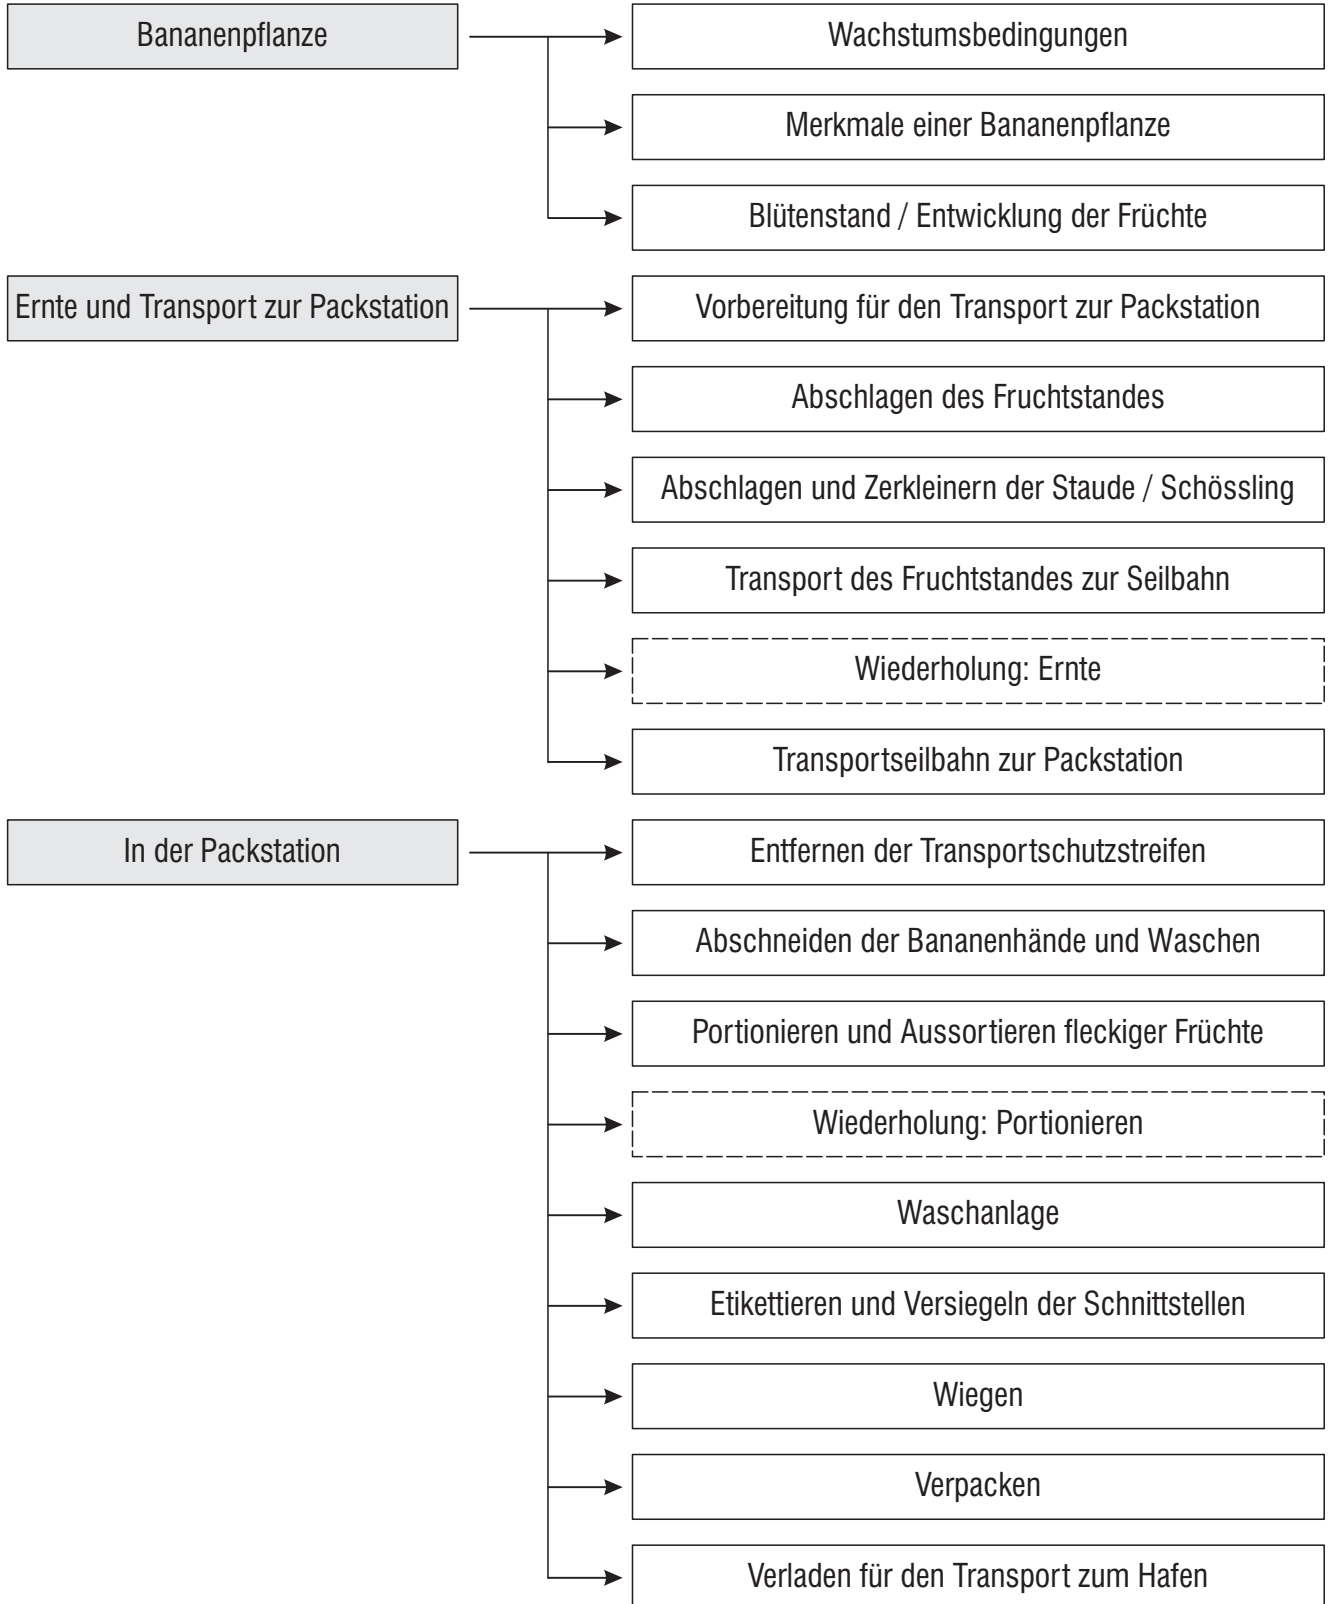 Bananenpflanze
Wachstumsbedingungen
Merkmale einer Bananenpflanze
Blütenstand / Entwicklung der Früchte
Ernte und Transport zur Packstation
Vorbereitung für den Transport zur Packstation
Abschlagen des Fruchtstandes
Abschlagen und Zerkleinern der Staude / Schössling
Transport des Fruchtstandes zur Seilbahn
Wiederholung: Ernte
Transportseilbahn zur Packstation
In der Packstation
Entfernen der Transportschutzstreifen
Abschneiden der Bananenhände und Waschen
Portionieren und Aussortieren fleckiger Früchte
Wiederholung: Portionieren
Waschanlage
Etikettieren und Versiegeln der Schnittstellen
Wiegen
Verpacken
Verladen für den Transport zum Hafen